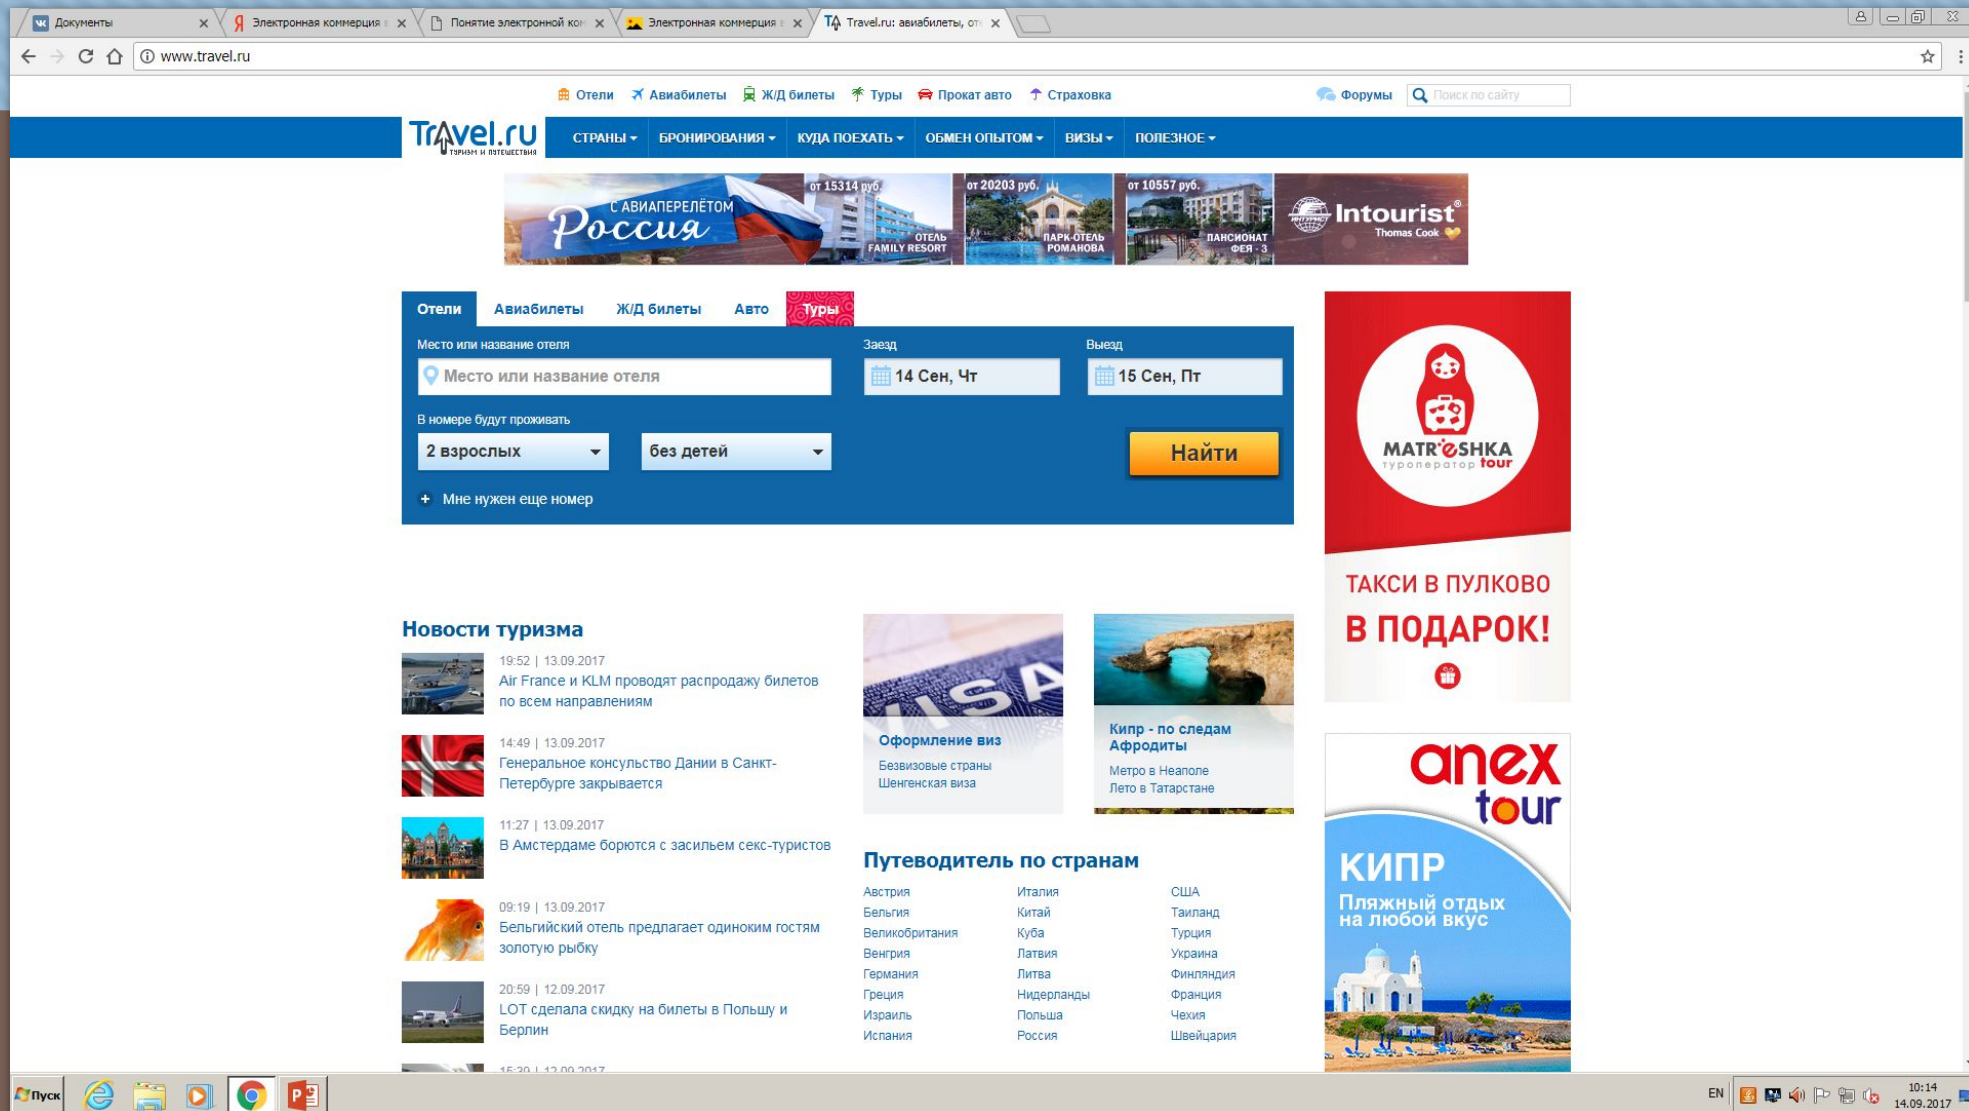 Документы
Электронная коммерция в
Понятие электронной ком
Электронная коммерция в
Travel.ru: авиабилеты, оте
www.travel.ru
Отели Авиабилеты Ж/Д билеты Туры Прокат авто Страховка Форумы Поиск по сайту
Travel.ru
ТУРИЗМ И ПУТЕШЕСТВИЯ
СТРАНЫ БРОНИРОВАНИЯ КУДА ПОЕХАТЬ ОБМЕН ОПЫТОМ ВИЗЫ ПОЛЕЗНОЕ
С АВИАПЕРЕЛЁТОМ
Россия
от 15314 руб.
ОТЕЛЬ
FAMILY RESORT
от 20203 руб.
ПАРК-ОТЕЛЬ
РОМАНОВА
от 10557 руб.
ПАНСИОНАТ
ФЕЯ - 3
ИНТУРИСТ
Intourist®
Thomas Cook
Отели Авиабилеты Ж/Д билеты Авто Туры
Место или название отеля Заезд Выезд
Место или название отеля 14 Сен, Чт 15 Сен, Пт
В номере будут проживать
2 взрослых без детей Найти
Мне нужен еще номер
MATRЁSHKA
туроператор tour
ТАКСИ В ПУЛКОВО
В ПОДАРОК!
Новости туризма
19:52 | 13.09.2017
Air France и KLM проводят распродажу билетов
по всем направлениям
14:49 | 13.09.2017
Генеральное консульство Дании в Санкт-
Петербурге закрывается
11:27 | 13.09.2017
В Амстердаме борются с засильем секс-туристов
09:19 | 13.09.2017
Бельгийский отель предлагает одиноким гостям
золотую рыбку
20:59 | 12.09.2017
LOT сделала скидку на билеты в Польшу и
Берлин
15:39 | 12.09.2017
VISA
Оформление виз
Безвизовые страны
Шенгенская виза
Кипр - по следам
Афродиты
Метро в Неаполе
Лето в Татарстане
Путеводитель по странам
Австрия Италия США
Бельгия Китай Таиланд
Великобритания Куба Турция
Венгрия Латвия Украина
Германия Литва Финляндия
Греция Нидерланды Франция
Израиль Польша Чехия
Испания Россия Швейцария
anex
tour
КИПР
Пляжный отдых
на любой вкус
Пуск
EN
10:14
14.09.2017